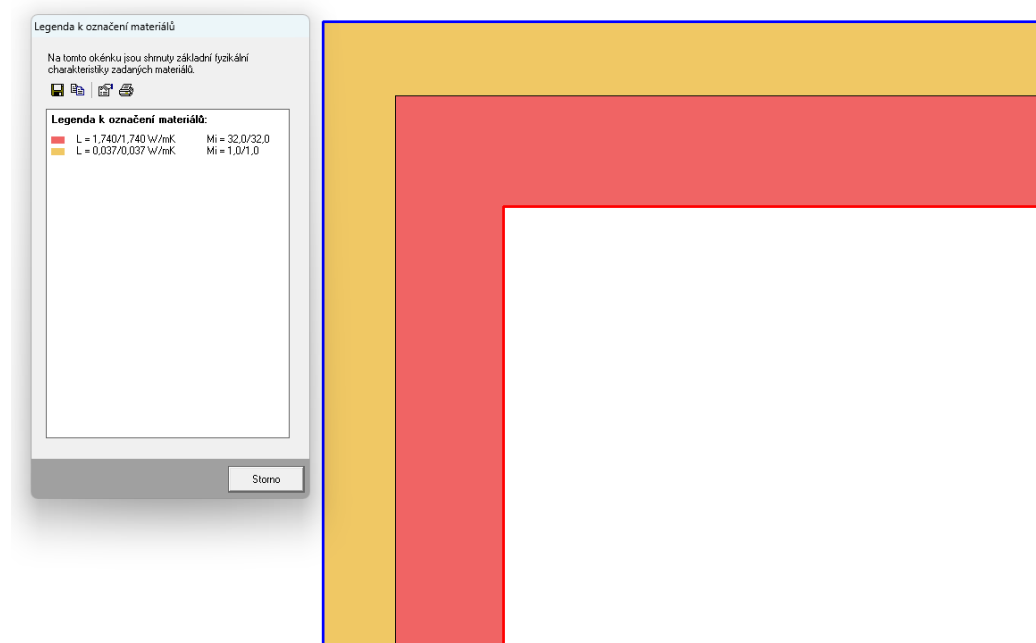 Legenda k označení materiálů
Na tomto okénku jsou shrnuty základní fyzikální
charakteristiky zadaných materiálů.
Legenda k označení materiálů:
L = 1,740/1,740 W/mK Mi = 32,0/32,0
L = 0,037/0,037 W/mK Mi = 1,0/1,0
Storno